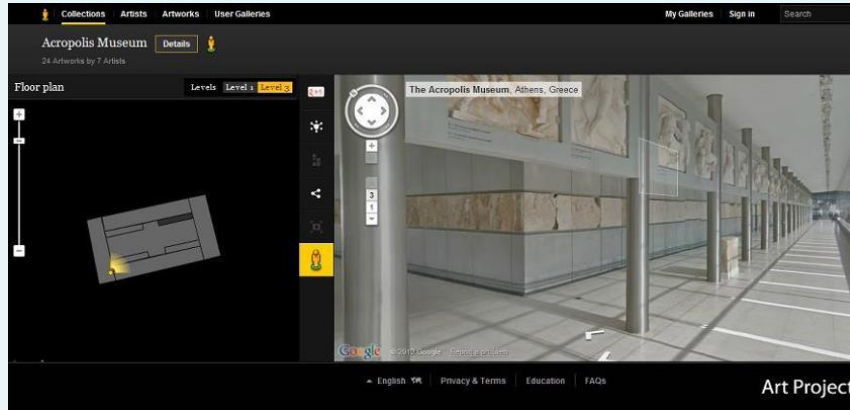 Collections Artists Artworks User Galleries My Galleries Sign in Search
Acropolis Museum Details
24 Artworks by 7 Artists
Floor plan Levels Level 1 Level 3
The Acropolis Museum, Athens, Greece
3
1
Google Report a problem
English Privacy & Terms Education FAQs
Art Project